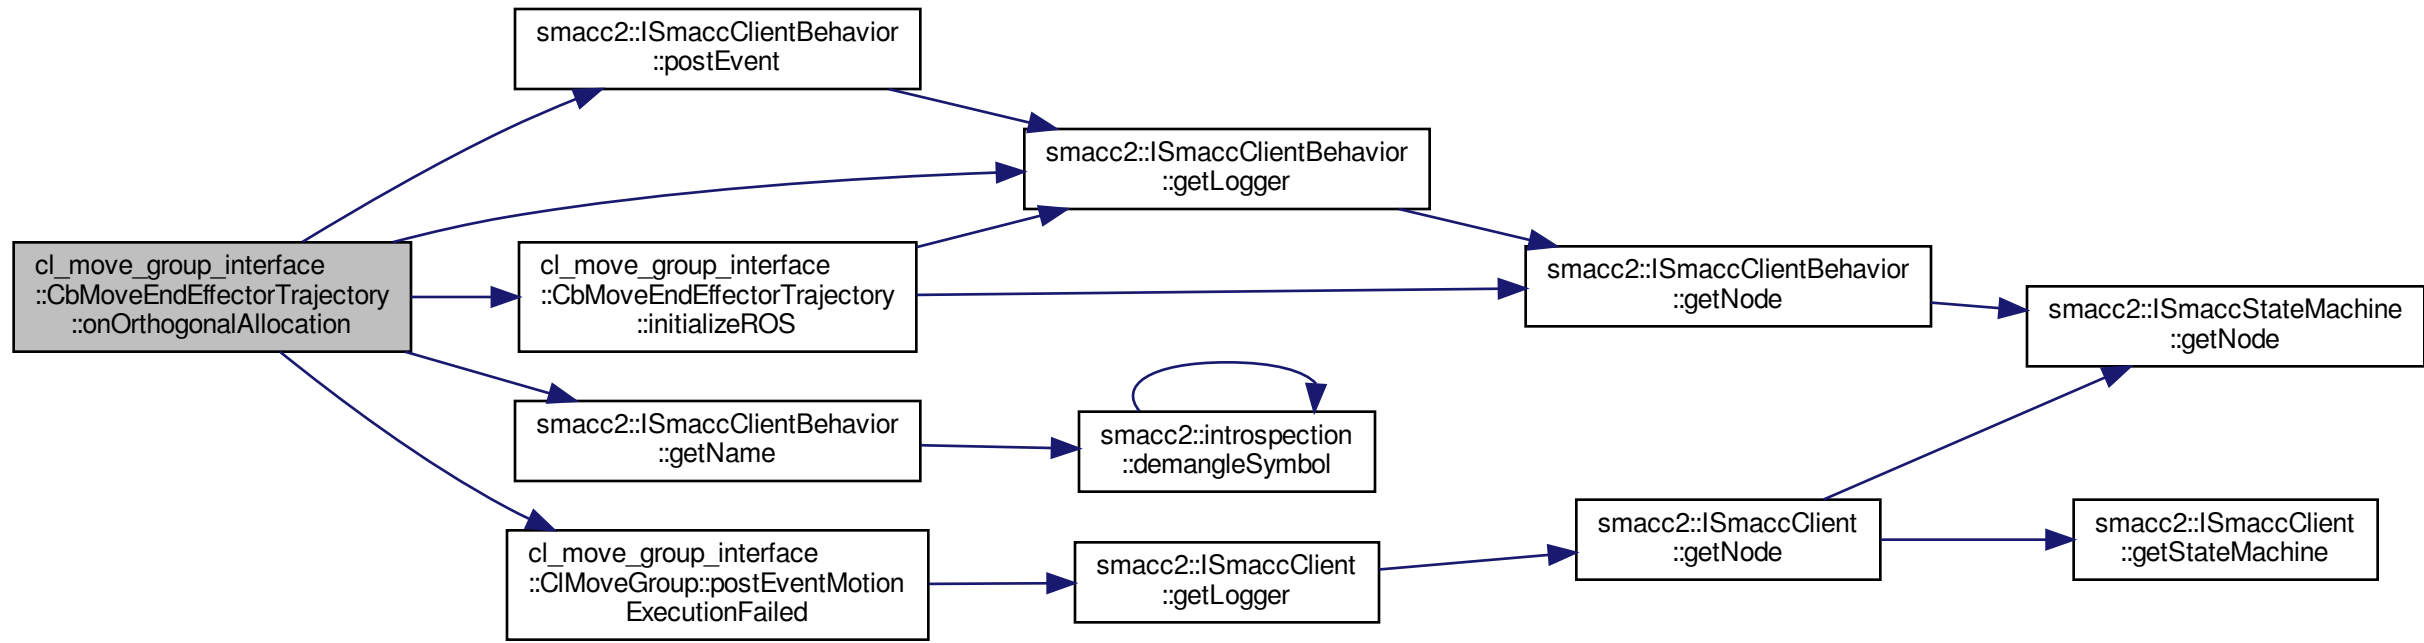 smacc2::ISmaccClientBehavior
::postEvent
smacc2::ISmaccClientBehavior
::getLogger
cl_move_group_interface
::CbMoveEndEffectorTrajectory
::onOrthogonalAllocation
cl_move_group_interface
::CbMoveEndEffectorTrajectory
::initializeROS
smacc2::ISmaccClientBehavior
::getNode
smacc2::ISmaccStateMachine
::getNode
smacc2::ISmaccClientBehavior
::getName
smacc2::introspection
::demangleSymbol
cl_move_group_interface
::ClMoveGroup::postEventMotion
ExecutionFailed
smacc2::ISmaccClient
::getLogger
smacc2::ISmaccClient
::getNode
smacc2::ISmaccClient
::getStateMachine